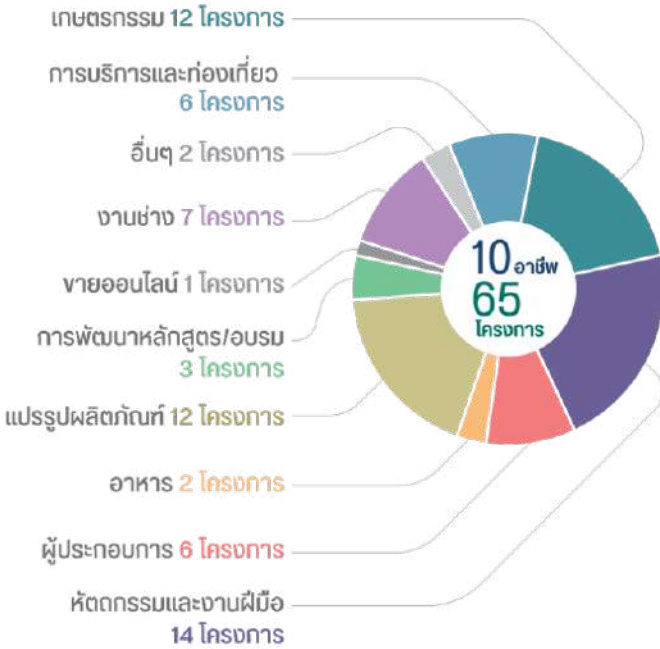 เกษตรกรรม 12 โครงการ
การบริการและท่องเที่ยว
6 โครงการ
อื่นๆ 2 โครงการ
งานช่าง 7 โครงการ
ขายออนไลน์ 1 โครงการ
การพัฒนาหลักสูตร/อบรม
3 โครงการ
แปรรูปผลิตภัณฑ์ 12 โครงการ
อาหาร 2 โครงการ
ผู้ประกอบการ 6 โครงการ
หัตถกรรมและงานฝีมือ
14 โครงการ
10 อาชีพ
65
โครงการ